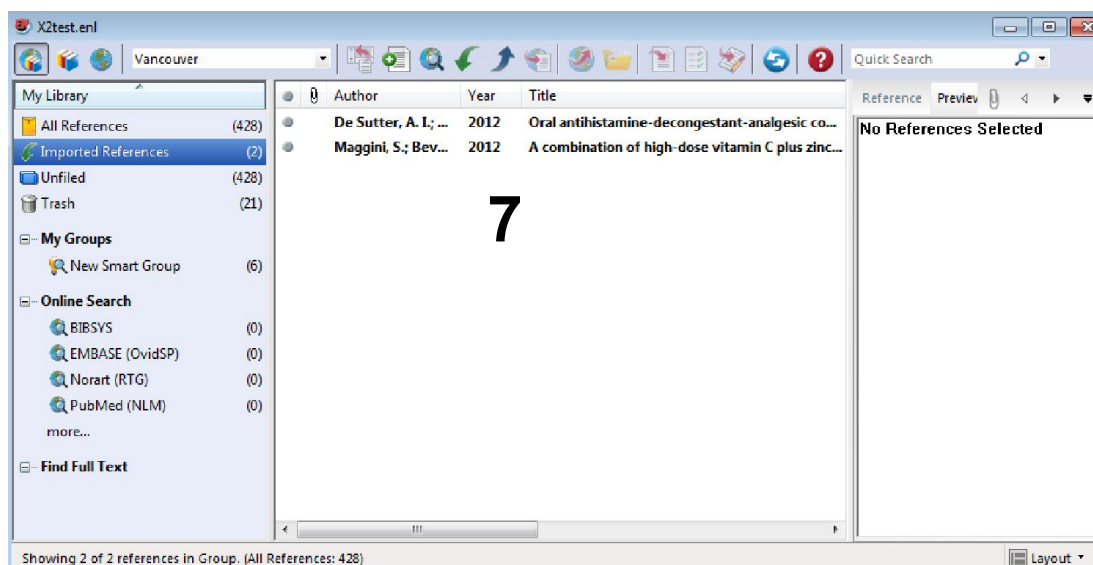 X2test.enl
Vancouver
Quick Search
My Library
Author Year Title
Reference Previev
All References (428)
De Sutter, A. I.; ... 2012 Oral antihistamine-decongestant-analgesic co...
No References Selected
Imported References (2)
Maggini, S.; Bev... 2012 A combination of high-dose vitamin C plus zinc...
Unfiled (428)
Trash (21)
7
My Groups
New Smart Group (6)
Online Search
BIBSYS (0)
EMBASE (OvidSP) (0)
Norart (RTG) (0)
PubMed (NLM) (0)
more...
Find Full Text
Showing 2 of 2 references in Group. (All References: 428)
Layout